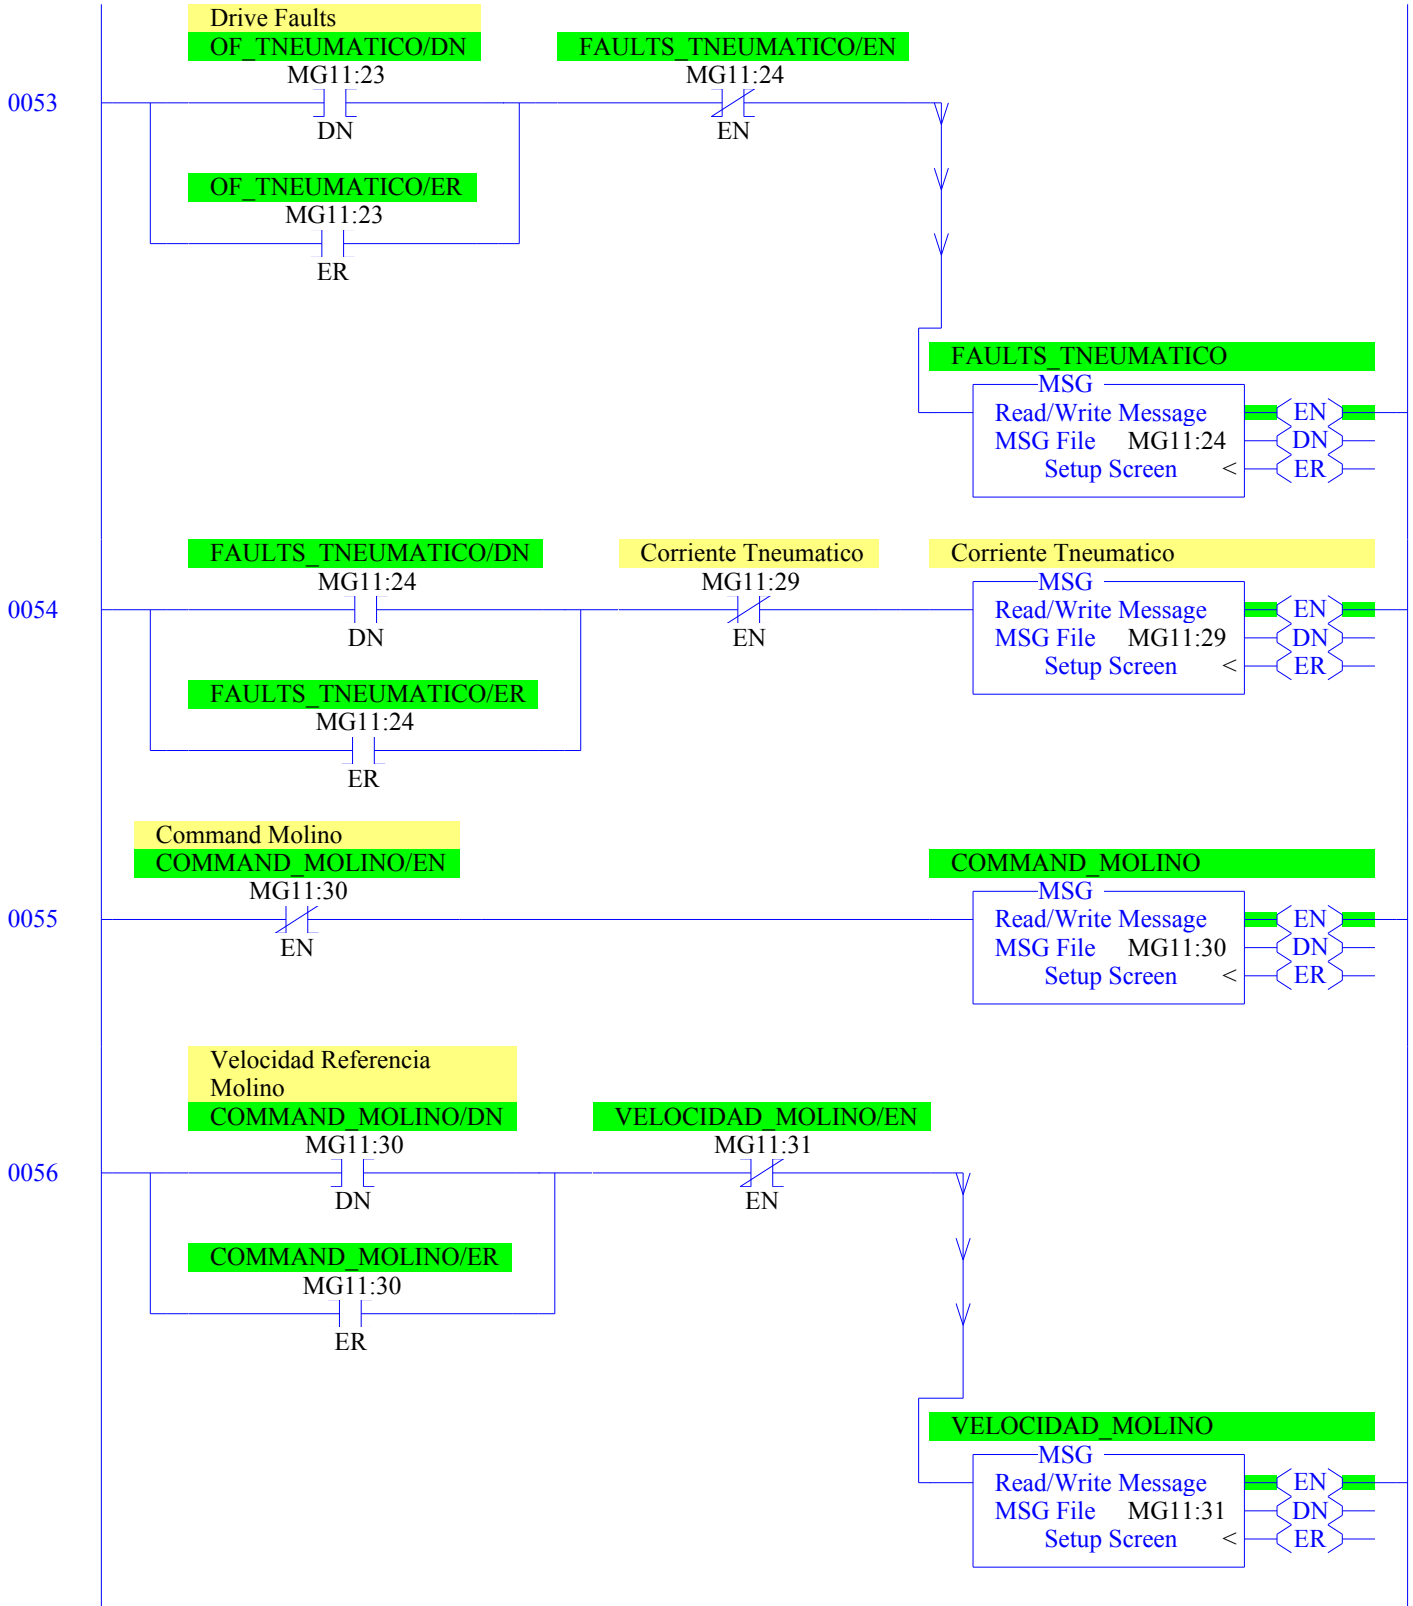 Drive Faults
OF_TNEUMATICO/DN FAULTS_TNEUMATICO/EN
MG11:23 MG11:24
0053
DN EN
OF_TNEUMATICO/ER
MG11:23
ER
FAULTS_TNEUMATICO
MSG
Read/Write Message EN
MSG File MG11:24 DN
Setup Screen < ER
FAULTS_TNEUMATICO/DN Corriente Tneumatico Corriente Tneumatico
MG11:24 MG11:29 MSG
0054 Read/Write Message EN
DN EN MSG File MG11:29 DN
Setup Screen < ER
FAULTS_TNEUMATICO/ER
MG11:24
ER
Command Molino
COMMAND_MOLINO/EN COMMAND_MOLINO
MG11:30 MSG
0055 Read/Write Message EN
EN MSG File MG11:30 DN
Setup Screen < ER
Velocidad Referencia
Molino
COMMAND_MOLINO/DN VELOCIDAD_MOLINO/EN
MG11:30 MG11:31
0056
DN EN
COMMAND_MOLINO/ER
MG11:30
ER
VELOCIDAD_MOLINO
MSG
Read/Write Message EN
MSG File MG11:31 DN
Setup Screen < ER